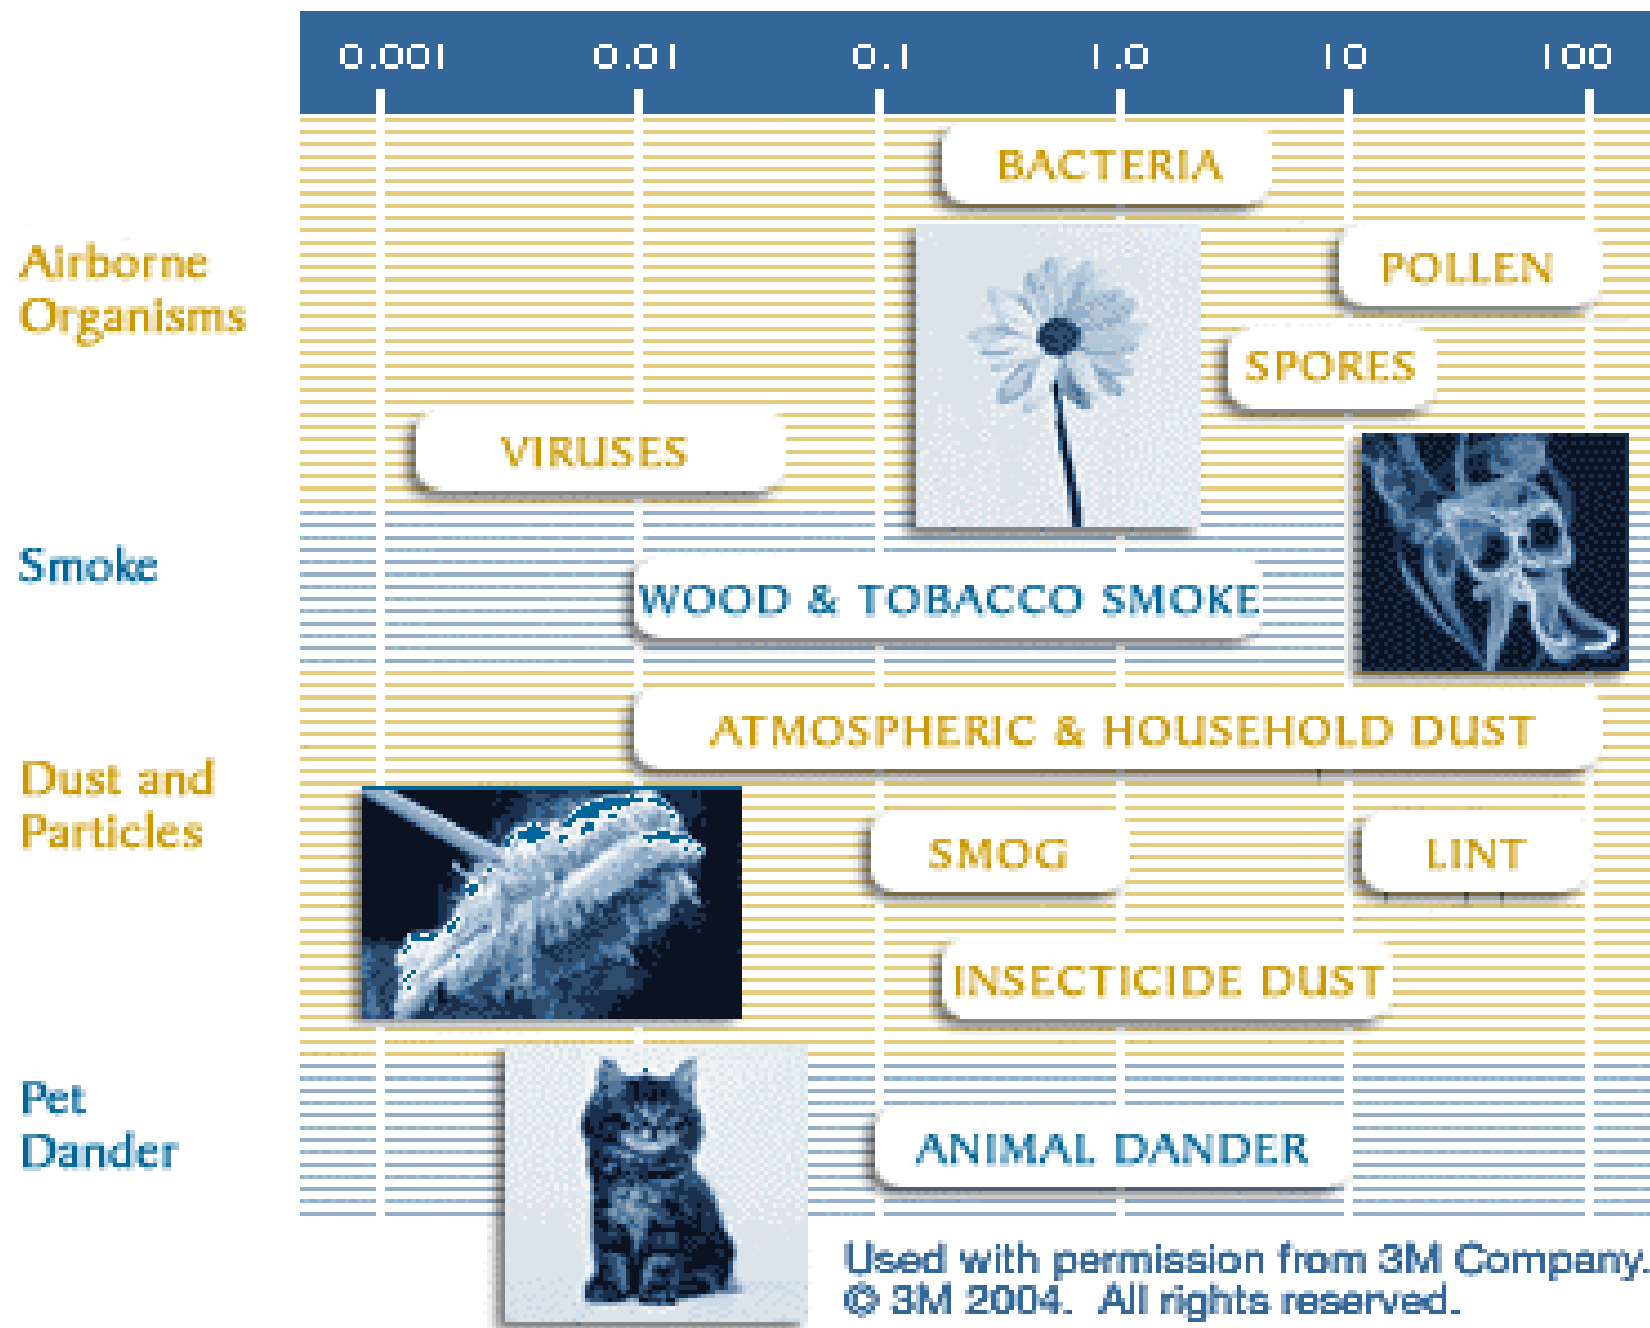 0.001 0.01 0.1 1.0 10 100
BACTERIA
Airborne
Organisms
POLLEN
SPORES
VIRUSES
Smoke
WOOD & TOBACCO SMOKE
ATMOSPHERIC & HOUSEHOLD DUST
Dust and
Particles
SMOG LINT
INSECTICIDE DUST
Pet
Dander
ANIMAL DANDER
Used with permission from 3M Company.
© 3M 2004. All rights reserved.